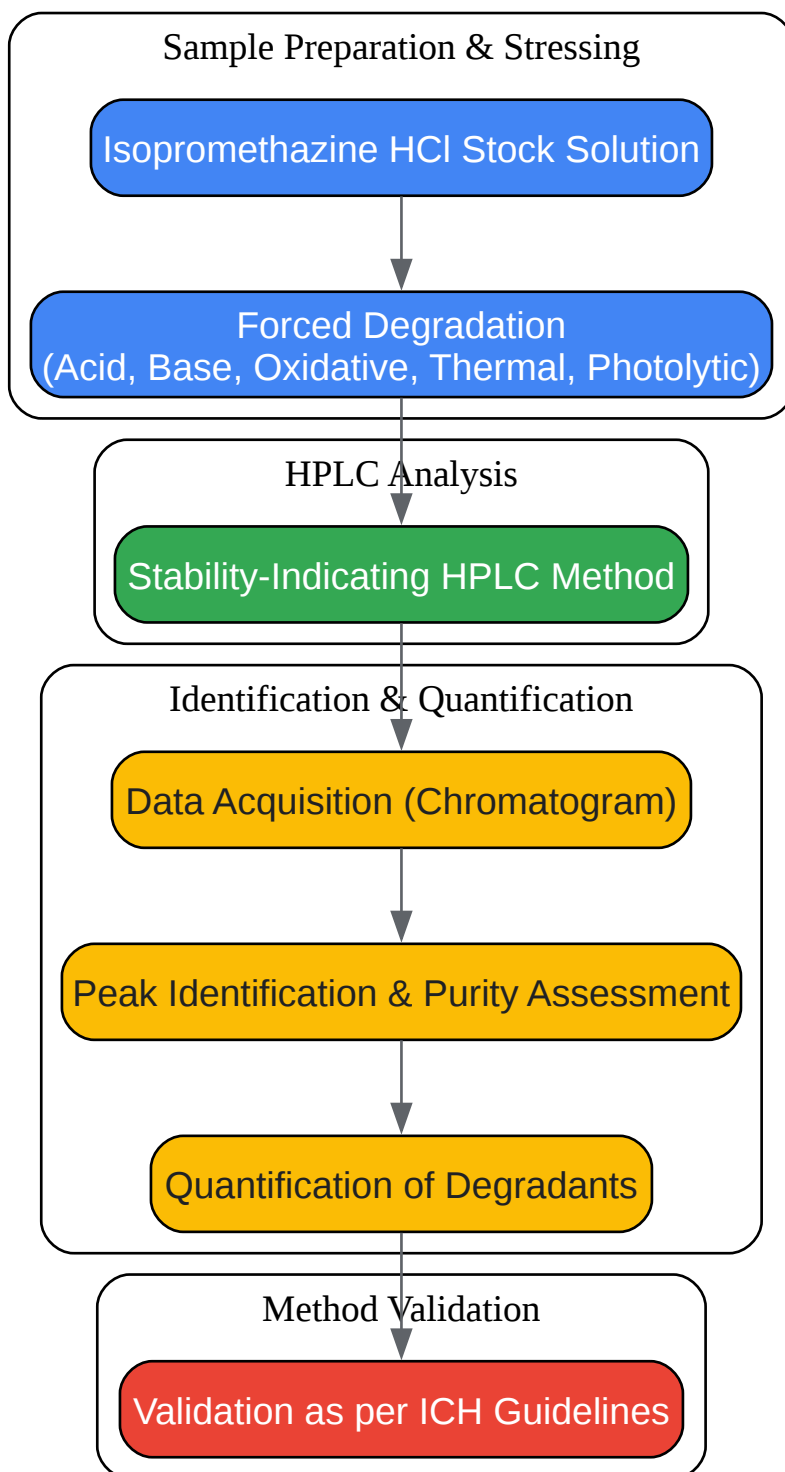 Sample Preparation & Stressing
Isopromethazine HCl Stock Solution
Forced Degradation
(Acid, Base, Oxidative, Thermal, Photolytic)
HPLC Analysis
Stability-Indicating HPLC Method
Identification & Quantification
Data Acquisition (Chromatogram)
Peak Identification & Purity Assessment
Quantification of Degradants
Method Validation
Validation as per ICH Guidelines